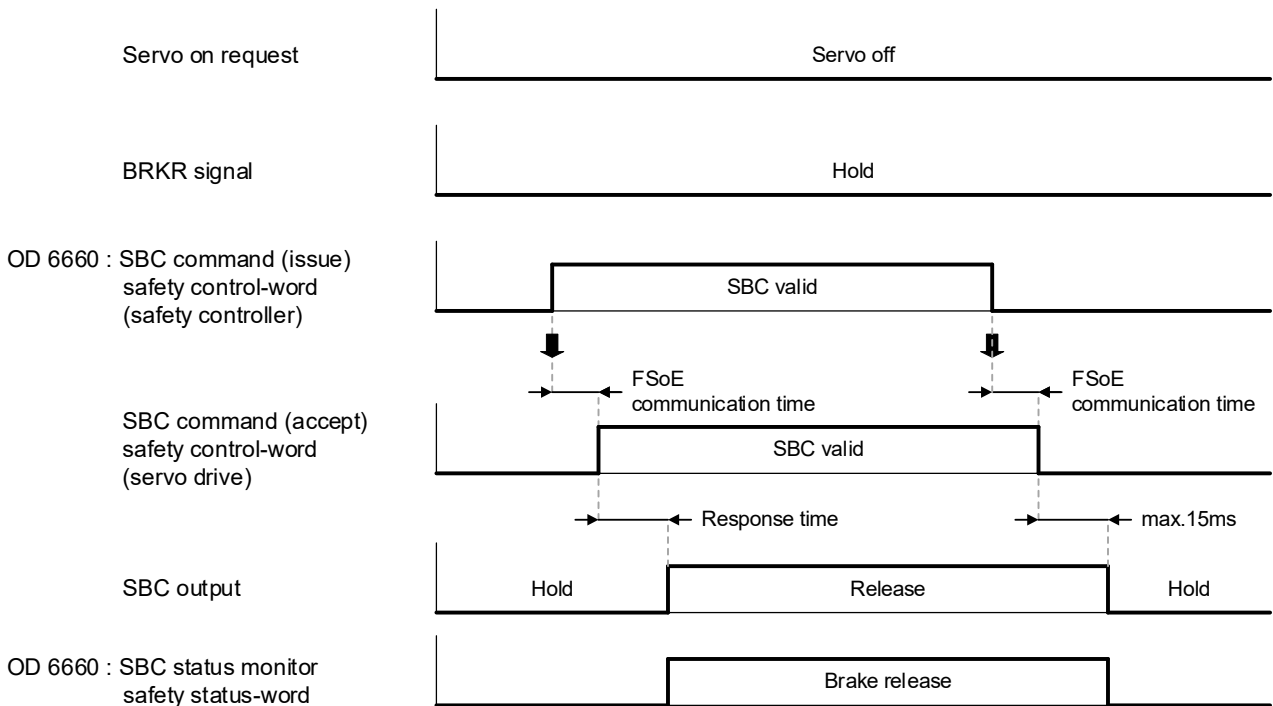 Servo on request
Servo off
BRKR signal
Hold
OD 6660 : SBC command (issue)
safety control-word
(safety controller)
SBC valid
FSoE
communication time
FSoE
communication time
SBC command (accept)
safety control-word
(servo drive)
SBC valid
Response time
max.15ms
SBC output
Hold
Release
Hold
OD 6660 : SBC status monitor
safety status-word
Brake release